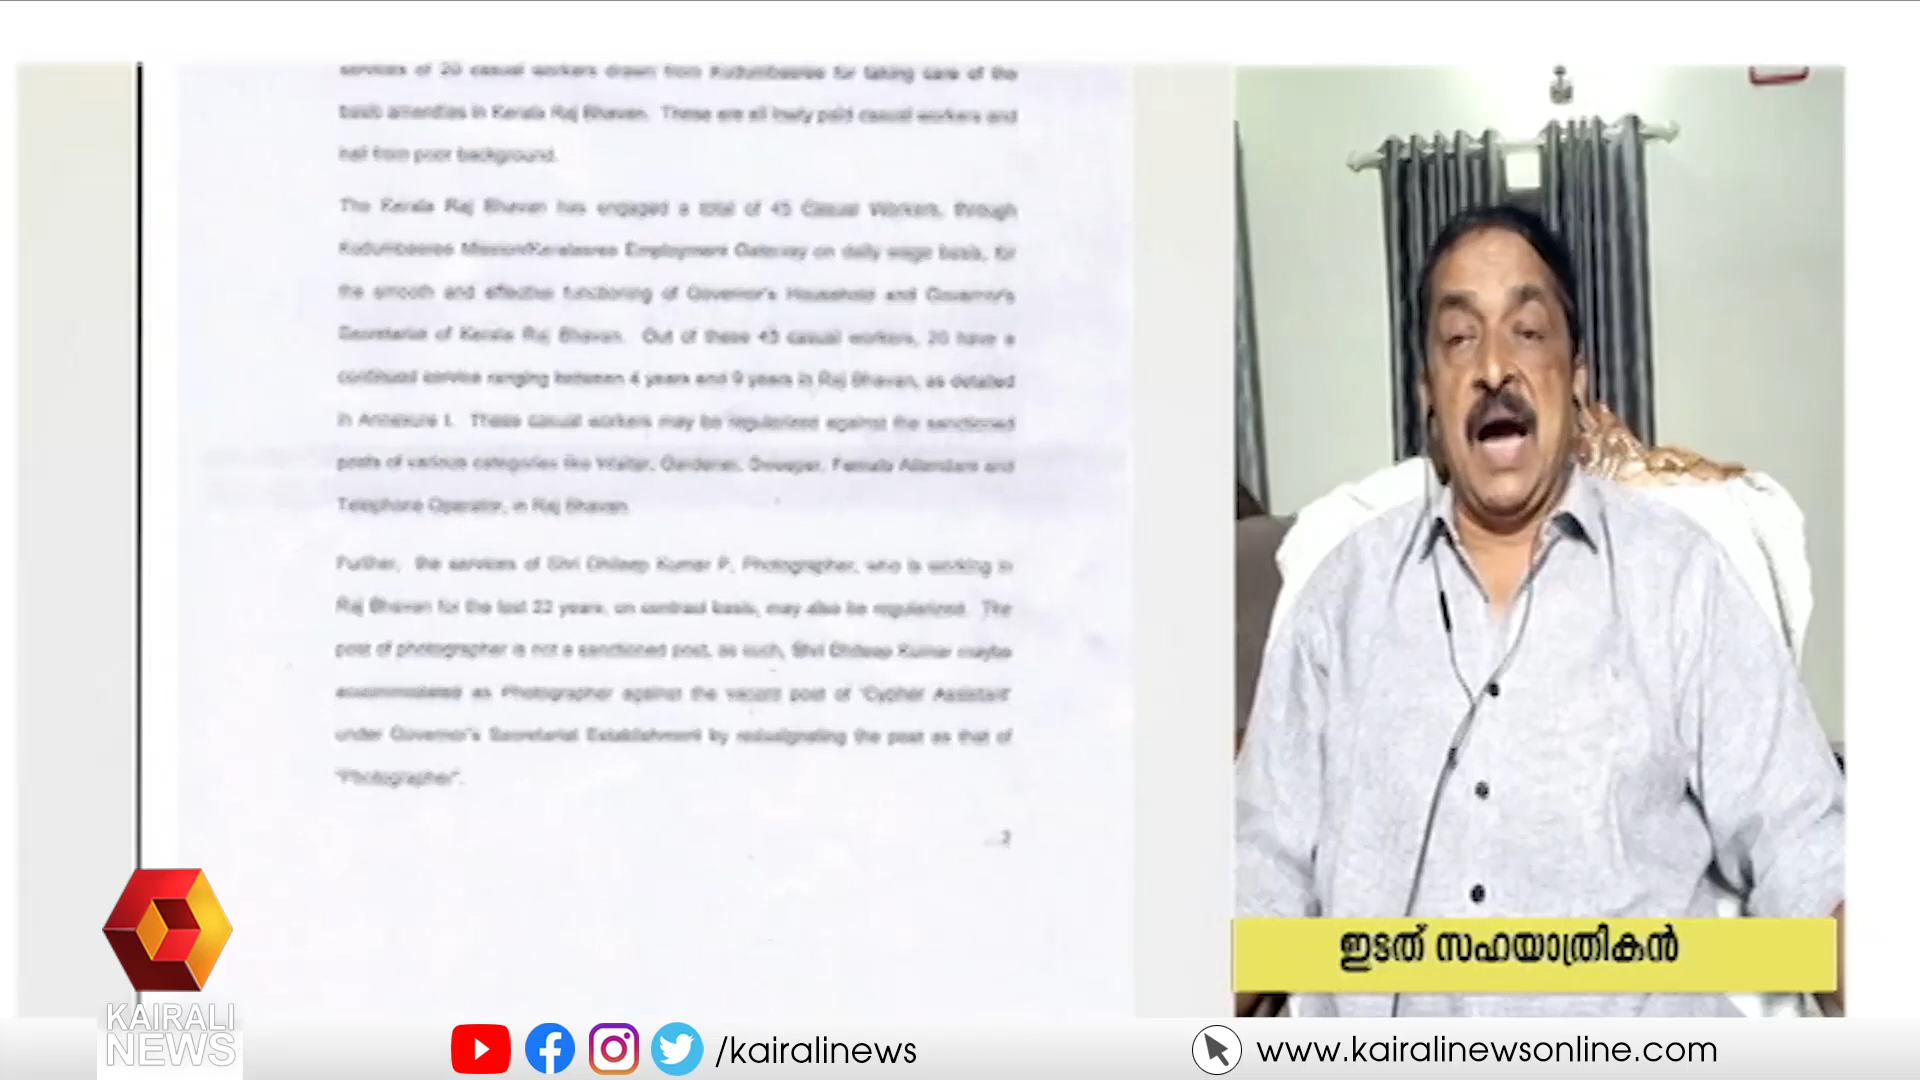 services of 20 casual workers drawn from Kudumbasree for taking care of the
basic amenities in Kerala Raj Bhavan. These are all lowly paid casual workers and
hail from poor background.
The Kerala Raj Bhavan has engaged a total of 45 Casual Workers, through
Kudumbasree Mission/Keralasree Employment Gateway on daily wage basis, for
the smooth and effective functioning of Governor's Household and Governor's
Secretariat of Kerala Raj Bhavan. Out of these 45 casual workers, 20 have a
continued service ranging between 4 years and 9 years in Raj Bhavan, as detailed
in Annexure I. These casual workers may be regularized against the sanctioned
posts of various categories like Waiter, Gardener, Sweeper, Female Attendant and
Telephone Operator, in Raj Bhavan.
Further, the services of Shri Dhileep Kumar P, Photographer, who is working in
Raj Bhavan for the last 22 years, on contract basis, may also be regularized. The
post of photographer is not a sanctioned post, as such, Shri Dhileep Kumar maybe
accommodated as Photographer against the vacant post of 'Cypher Assistant'
under Governor's Secretariat Establishment by redesignating the post as that of
"Photographer".
...2
ഇടത് സഹയാത്രികൻ
KAIRALI
NEWS
/kairalinews
www.kairalinewsonline.com